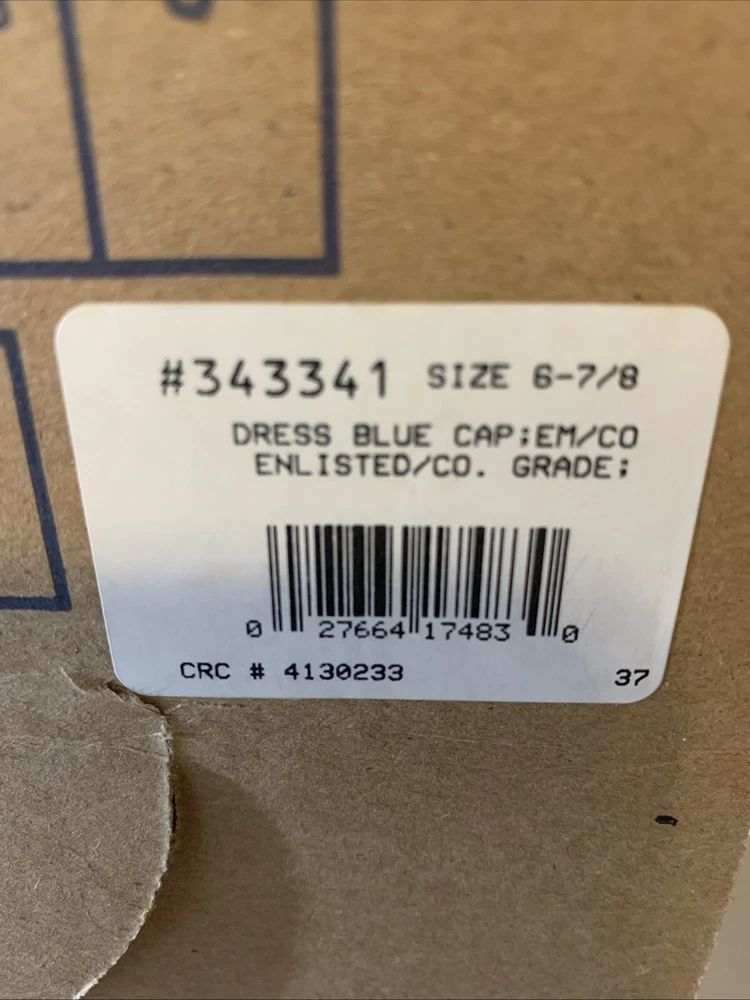 #343341 SIZE 6-7/8
DRESS BLUE CAP;EM/CO
ENLISTED/CO. GRADE;
0 27664 17483 0
CRC # 4130233 37